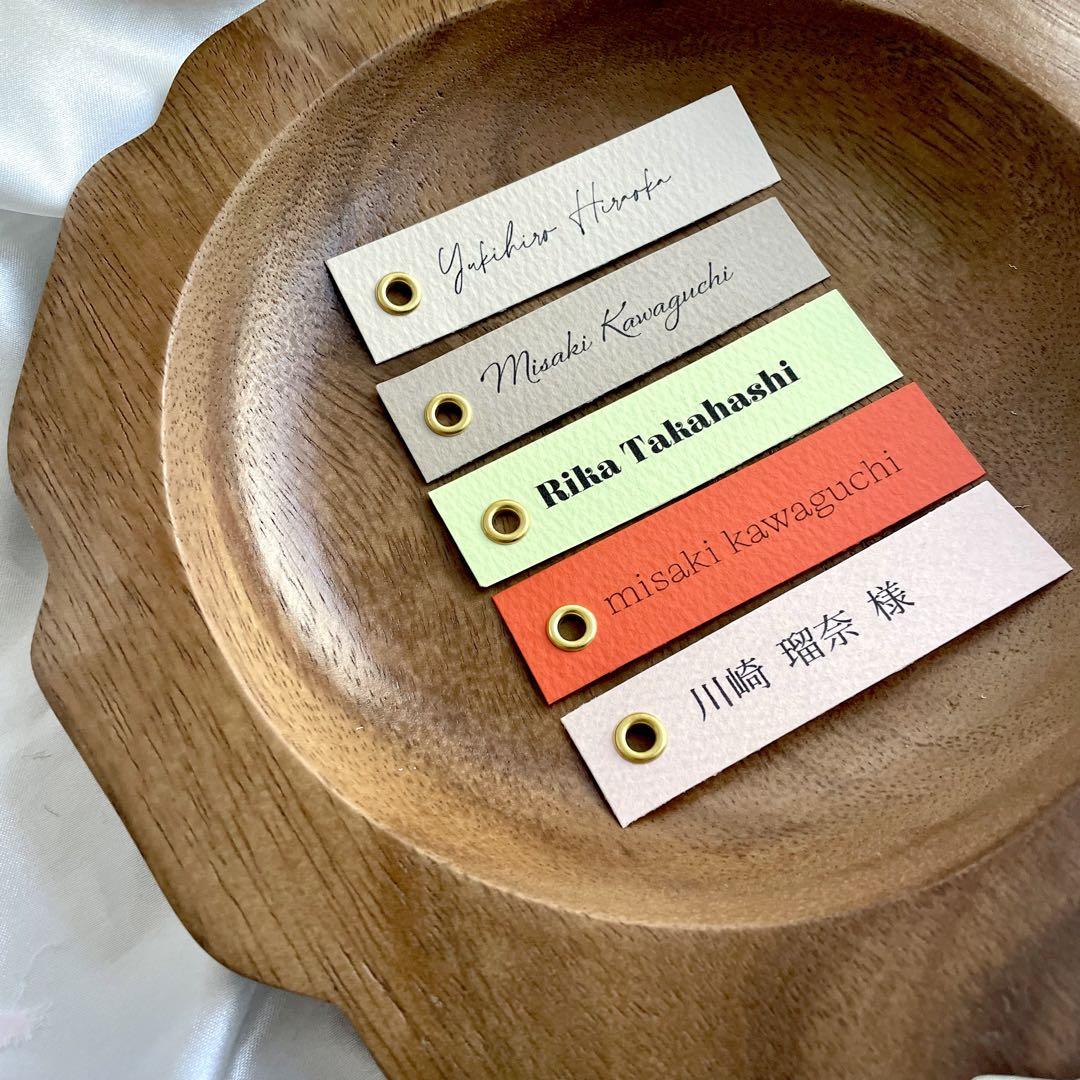 Yukihiro Hiraoka
Misaki Kawaguchi
Rika Takahashi
misaki kawaguchi
川崎 瑠奈 様